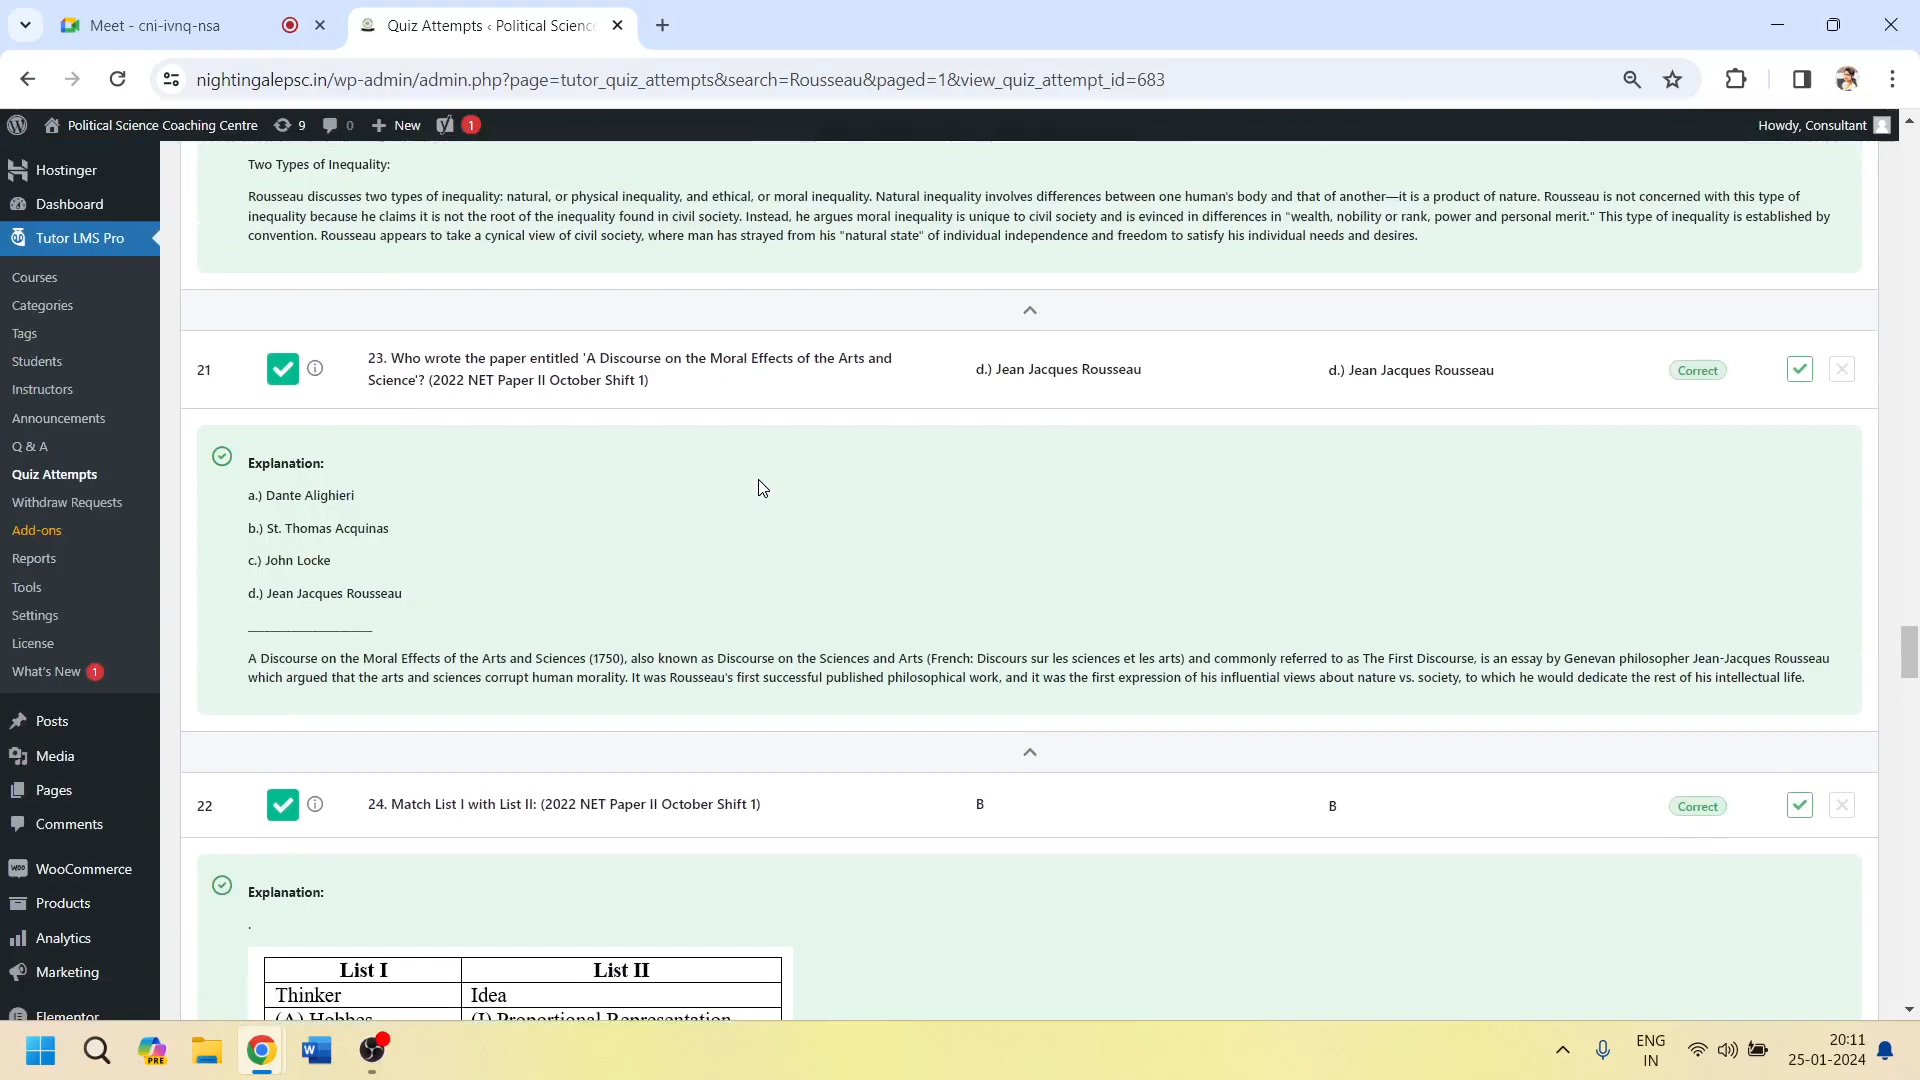 Meet - cni-ivnq-nsa
Quiz Attempts ‹ Political Science
nightingalepsc.in/wp-admin/admin.php?page=tutor_quiz_attempts&search=Rousseau&paged=1&view_quiz_attempt_id=683
Political Science Coaching Centre 9 0 New 1 Howdy, Consultant
Hostinger
Dashboard
Tutor LMS Pro
Courses
Categories
Tags
Students
Instructors
Announcements
Q & A
Quiz Attempts
Withdraw Requests
Add-ons
Reports
Tools
Settings
License
What's New 1
Posts
Media
Pages
Comments
WooCommerce
Products
Analytics
Marketing
Elementor
Two Types of Inequality:
Rousseau discusses two types of inequality: natural, or physical inequality, and ethical, or moral inequality. Natural inequality involves differences between one human's body and that of another—it is a product of nature. Rousseau is not concerned with this type of
inequality because he claims it is not the root of the inequality found in civil society. Instead, he argues moral inequality is unique to civil society and is evinced in differences in "wealth, nobility or rank, power and personal merit." This type of inequality is established by
convention. Rousseau appears to take a cynical view of civil society, where man has strayed from his "natural state" of individual independence and freedom to satisfy his individual needs and desires.
21 23. Who wrote the paper entitled 'A Discourse on the Moral Effects of the Arts and
Science'? (2022 NET Paper II October Shift 1)
d.) Jean Jacques Rousseau d.) Jean Jacques Rousseau Correct
Explanation:
a.) Dante Alighieri
b.) St. Thomas Acquinas
c.) John Locke
d.) Jean Jacques Rousseau
___________________
A Discourse on the Moral Effects of the Arts and Sciences (1750), also known as Discourse on the Sciences and Arts (French: Discours sur les sciences et les arts) and commonly referred to as The First Discourse, is an essay by Genevan philosopher Jean-Jacques Rousseau
which argued that the arts and sciences corrupt human morality. It was Rousseau's first successful published philosophical work, and it was the first expression of his influential views about nature vs. society, to which he would dedicate the rest of his intellectual life.
22 24. Match List I with List II: (2022 NET Paper II October Shift 1) B B Correct
Explanation:
.
List I List II
Thinker Idea
(A) Hobbes (I) Proportional Representation
PRE
ENG
IN
20:11
25-01-2024